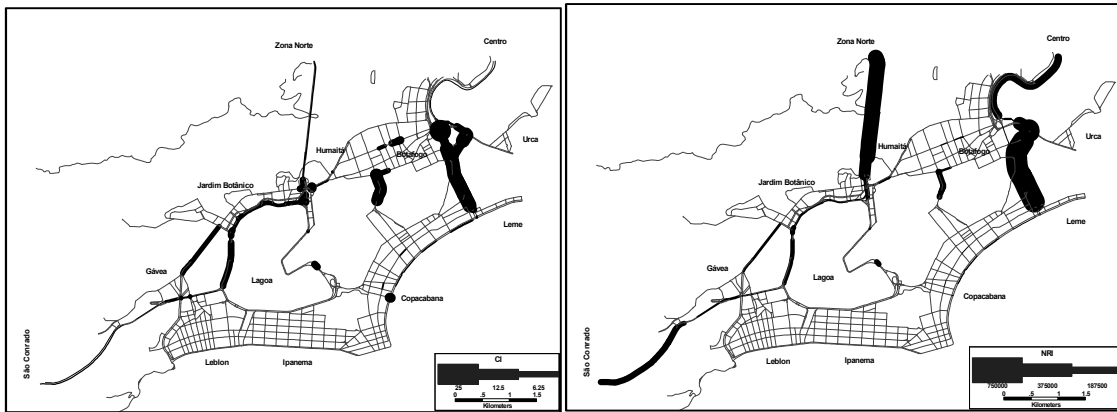 Zona Norte
Centro
Urca
Humaitá
Botafogo
Jardim Botânico
Leme
Gávea
Lagoa
Copacabana
São Conrado
Leblon
Ipanema
CI
25 12.5 6.25
0 .5 1 1.5
Kilometers
Zona Norte
Centro
Urca
Humaitá
Botafogo
Jardim Botânico
Leme
Gávea
Lagoa
Copacabana
São Conrado
Leblon
Ipanema
NRI
750000 375000 187500
0 .5 1 1.5
Kilometers